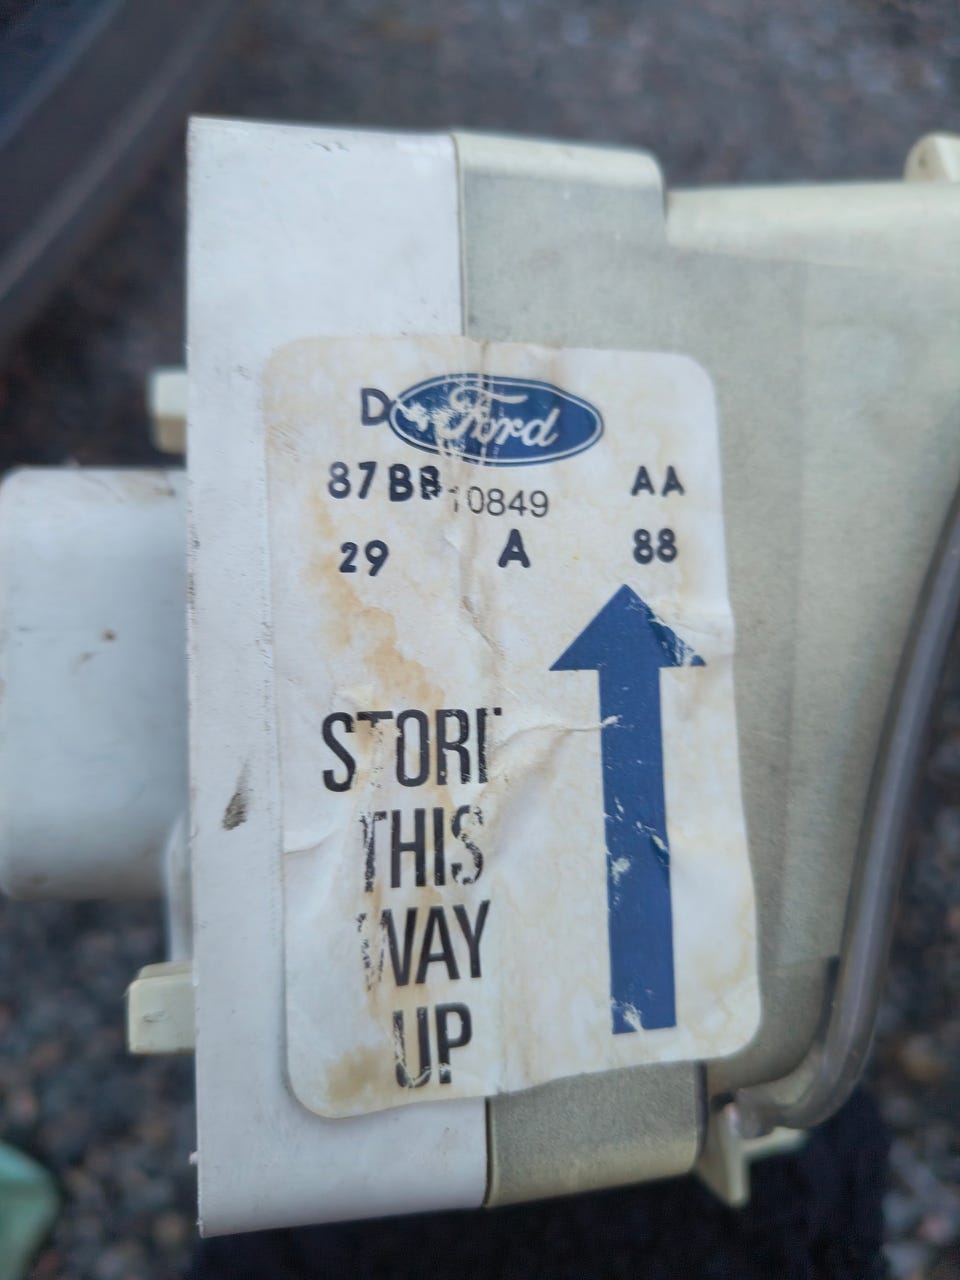 D Ford
87BB 10849 AA
29 A 88
STORE
THIS
WAY
UP